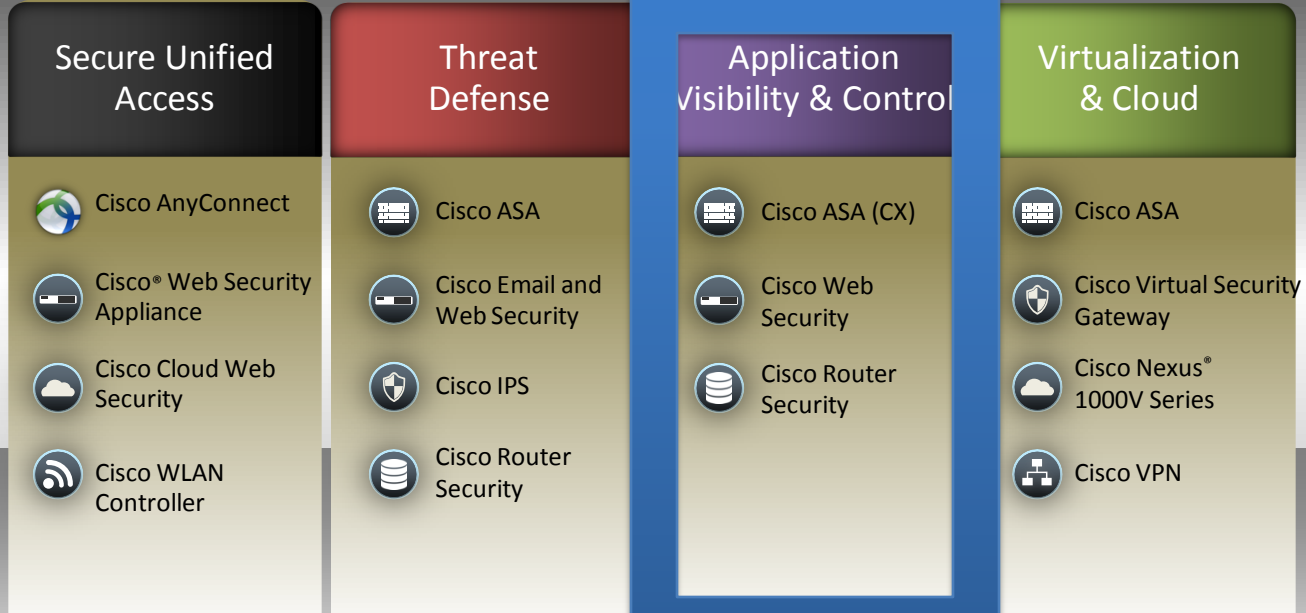 Secure Unified
Access
Cisco AnyConnect
Cisco® Web Security
Appliance
Cisco Cloud Web
Security
Cisco WLAN
Controller
Threat
Defense
Cisco ASA
Cisco Email and
Web Security
Cisco IPS
Cisco Router
Security
Application
Visibility & Control
Cisco ASA (CX)
Cisco Web
Security
Cisco Router
Security
Virtualization
& Cloud
Cisco ASA
Cisco Virtual Security
Gateway
Cisco Nexus®
1000V Series
Cisco VPN